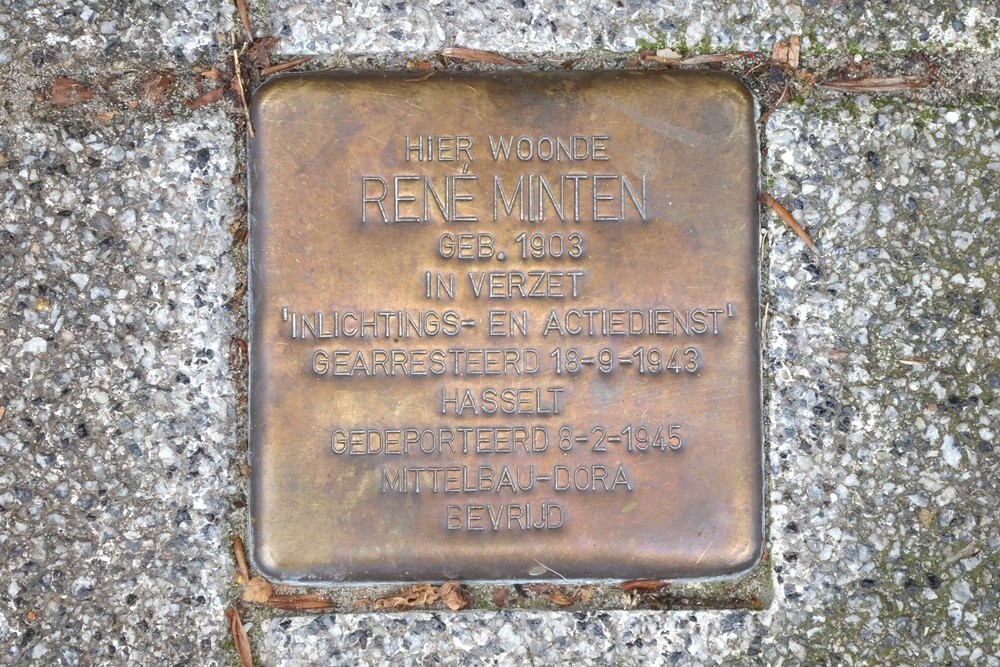 HIER WOONDE
RENÉ MINTEN
GEB. 1903
IN VERZET
'INLICHTINGS- EN ACTIEDIENST'
GEARRESTEERD 18-9-1943
HASSELT
GEDEPORTEERD 8-2-1945
MITTELBAU-DORA
BEVRIJD